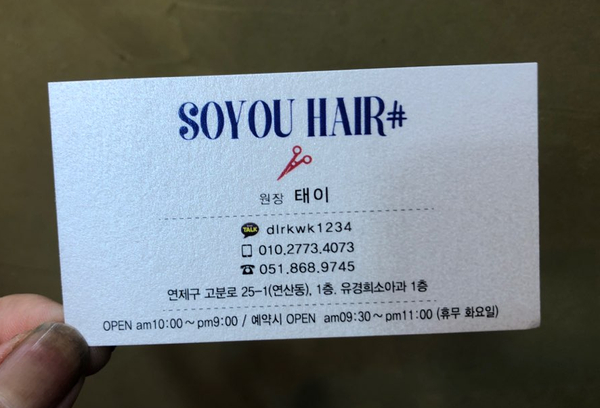 SOYOU HAIR#
원장 태이
TALK dlrkwk1234
010.2773.4073
051.868.9745
연제구 고분로 25-1(연산동), 1층, 유경희소아과 1층
OPEN am10:00~pm9:00 / 예약시 OPEN am09:30~pm11:00 (휴무 화요일)